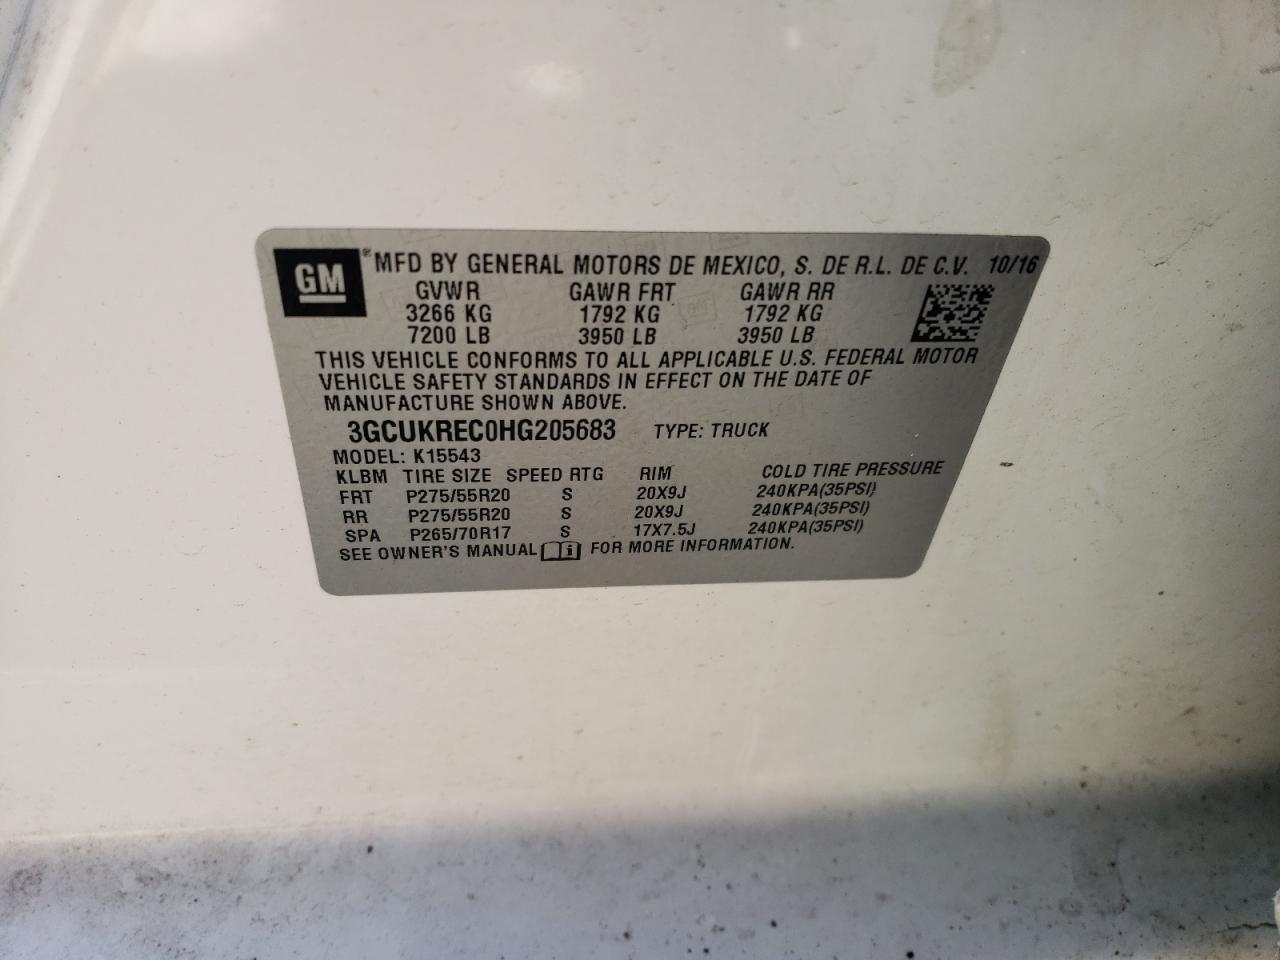 GM ® MFD BY GENERAL MOTORS DE MEXICO, S. DE R.L. DE C.V. 10/16
GVWR GAWR FRT GAWR RR
3266 KG 1792 KG 1792 KG
7200 LB 3950 LB 3950 LB
THIS VEHICLE CONFORMS TO ALL APPLICABLE U.S. FEDERAL MOTOR
VEHICLE SAFETY STANDARDS IN EFFECT ON THE DATE OF
MANUFACTURE SHOWN ABOVE.
3GCUKREC0HG205683 TYPE: TRUCK
MODEL: K15543
KLBM TIRE SIZE SPEED RTG RIM COLD TIRE PRESSURE
FRT P275/55R20 S 20X9J 240KPA(35PSI)
RR P275/55R20 S 20X9J 240KPA(35PSI)
SPA P265/70R17 S 17X7.5J 240KPA(35PSI)
SEE OWNER'S MANUAL FOR MORE INFORMATION.